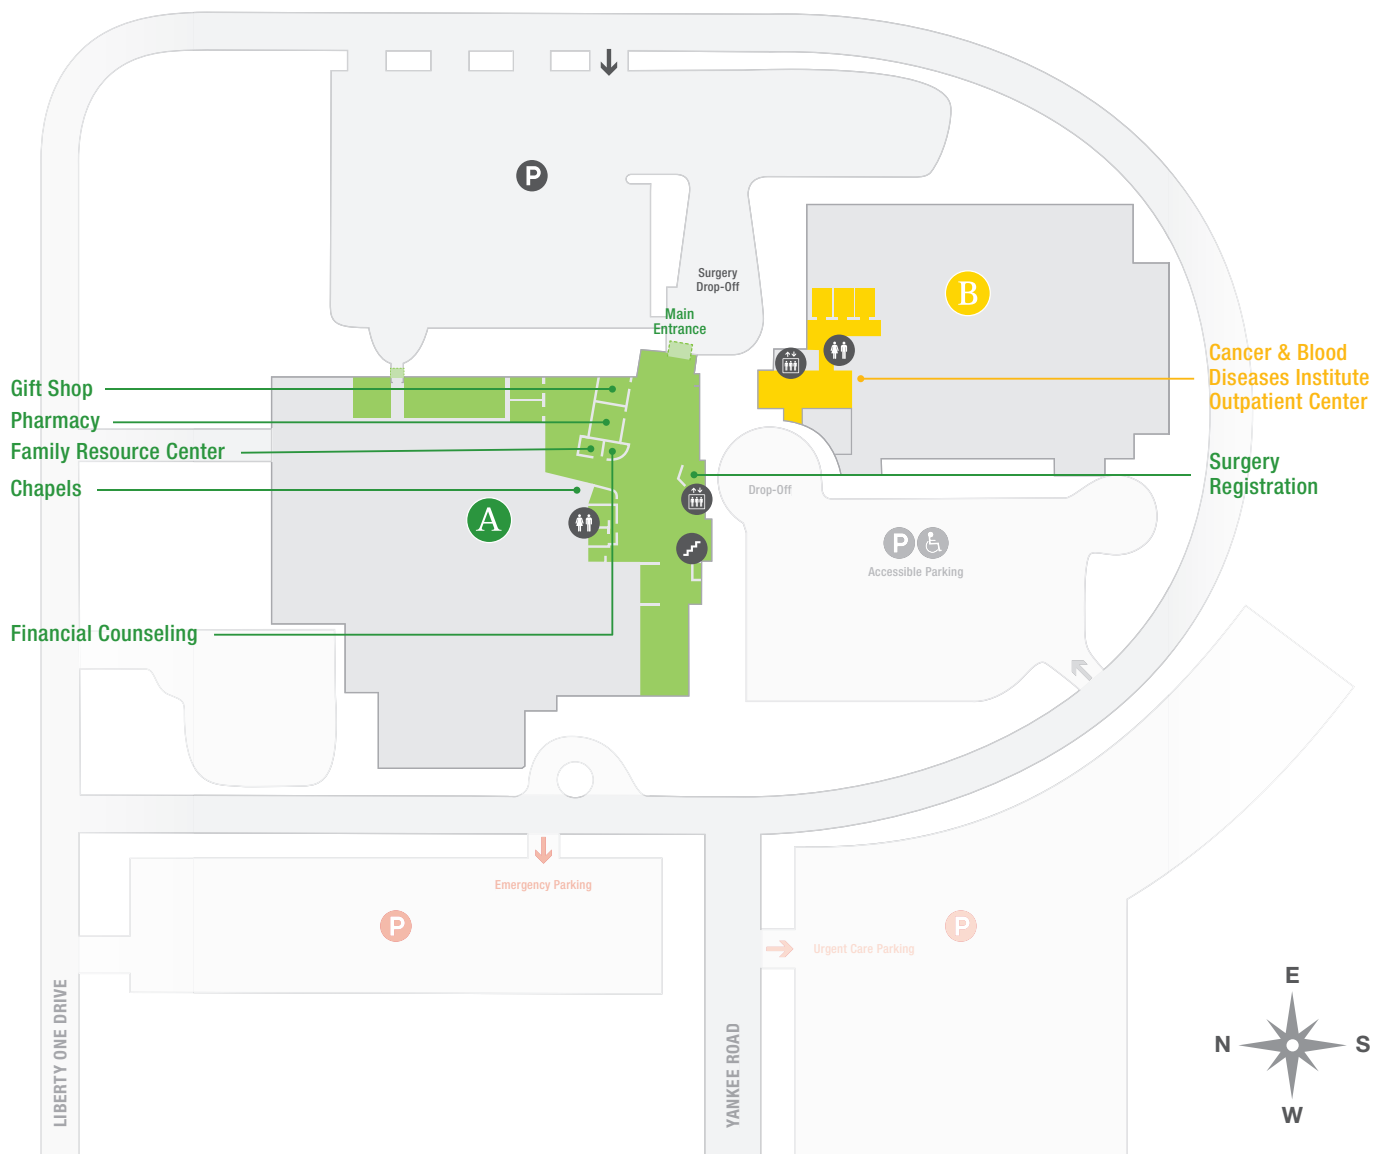 P
Surgery
Drop-Off
B
Main
Entrance
Cancer & Blood
Diseases Institute
Outpatient Center
Gift Shop
Pharmacy
Family Resource Center
Chapels
Surgery
Registration
Drop-Off
A
P
Accessible Parking
Financial Counseling
Emergency Parking
P
P
Urgent Care Parking
LIBERTY ONE DRIVE
YANKEE ROAD
E
N
S
W